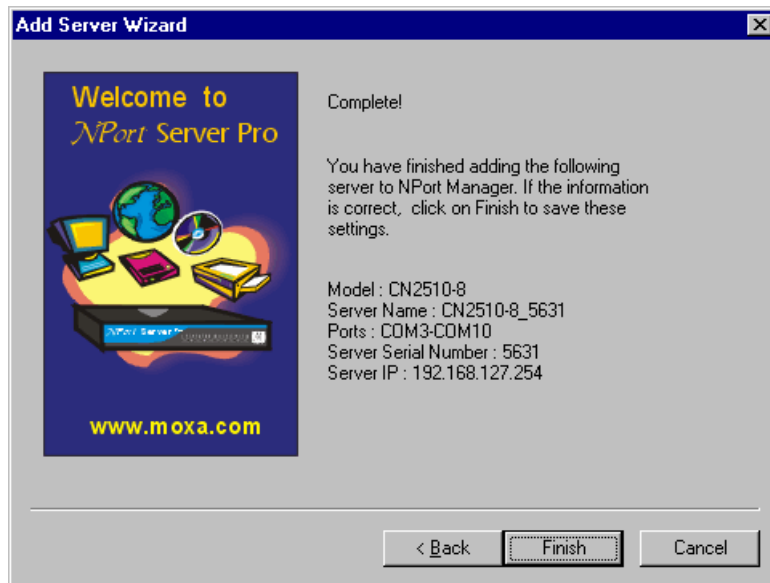 Add Server Wizard
Welcome to
NPort Server Pro
NPort Server Pro
www.moxa.com
Complete!
You have finished adding the following
server to NPort Manager. If the information
is correct, click on Finish to save these
settings.
Model : CN2510-8
Server Name : CN2510-8_5631
Ports : COM3-COM10
Server Serial Number : 5631
Server IP : 192.168.127.254
< Back
Finish
Cancel